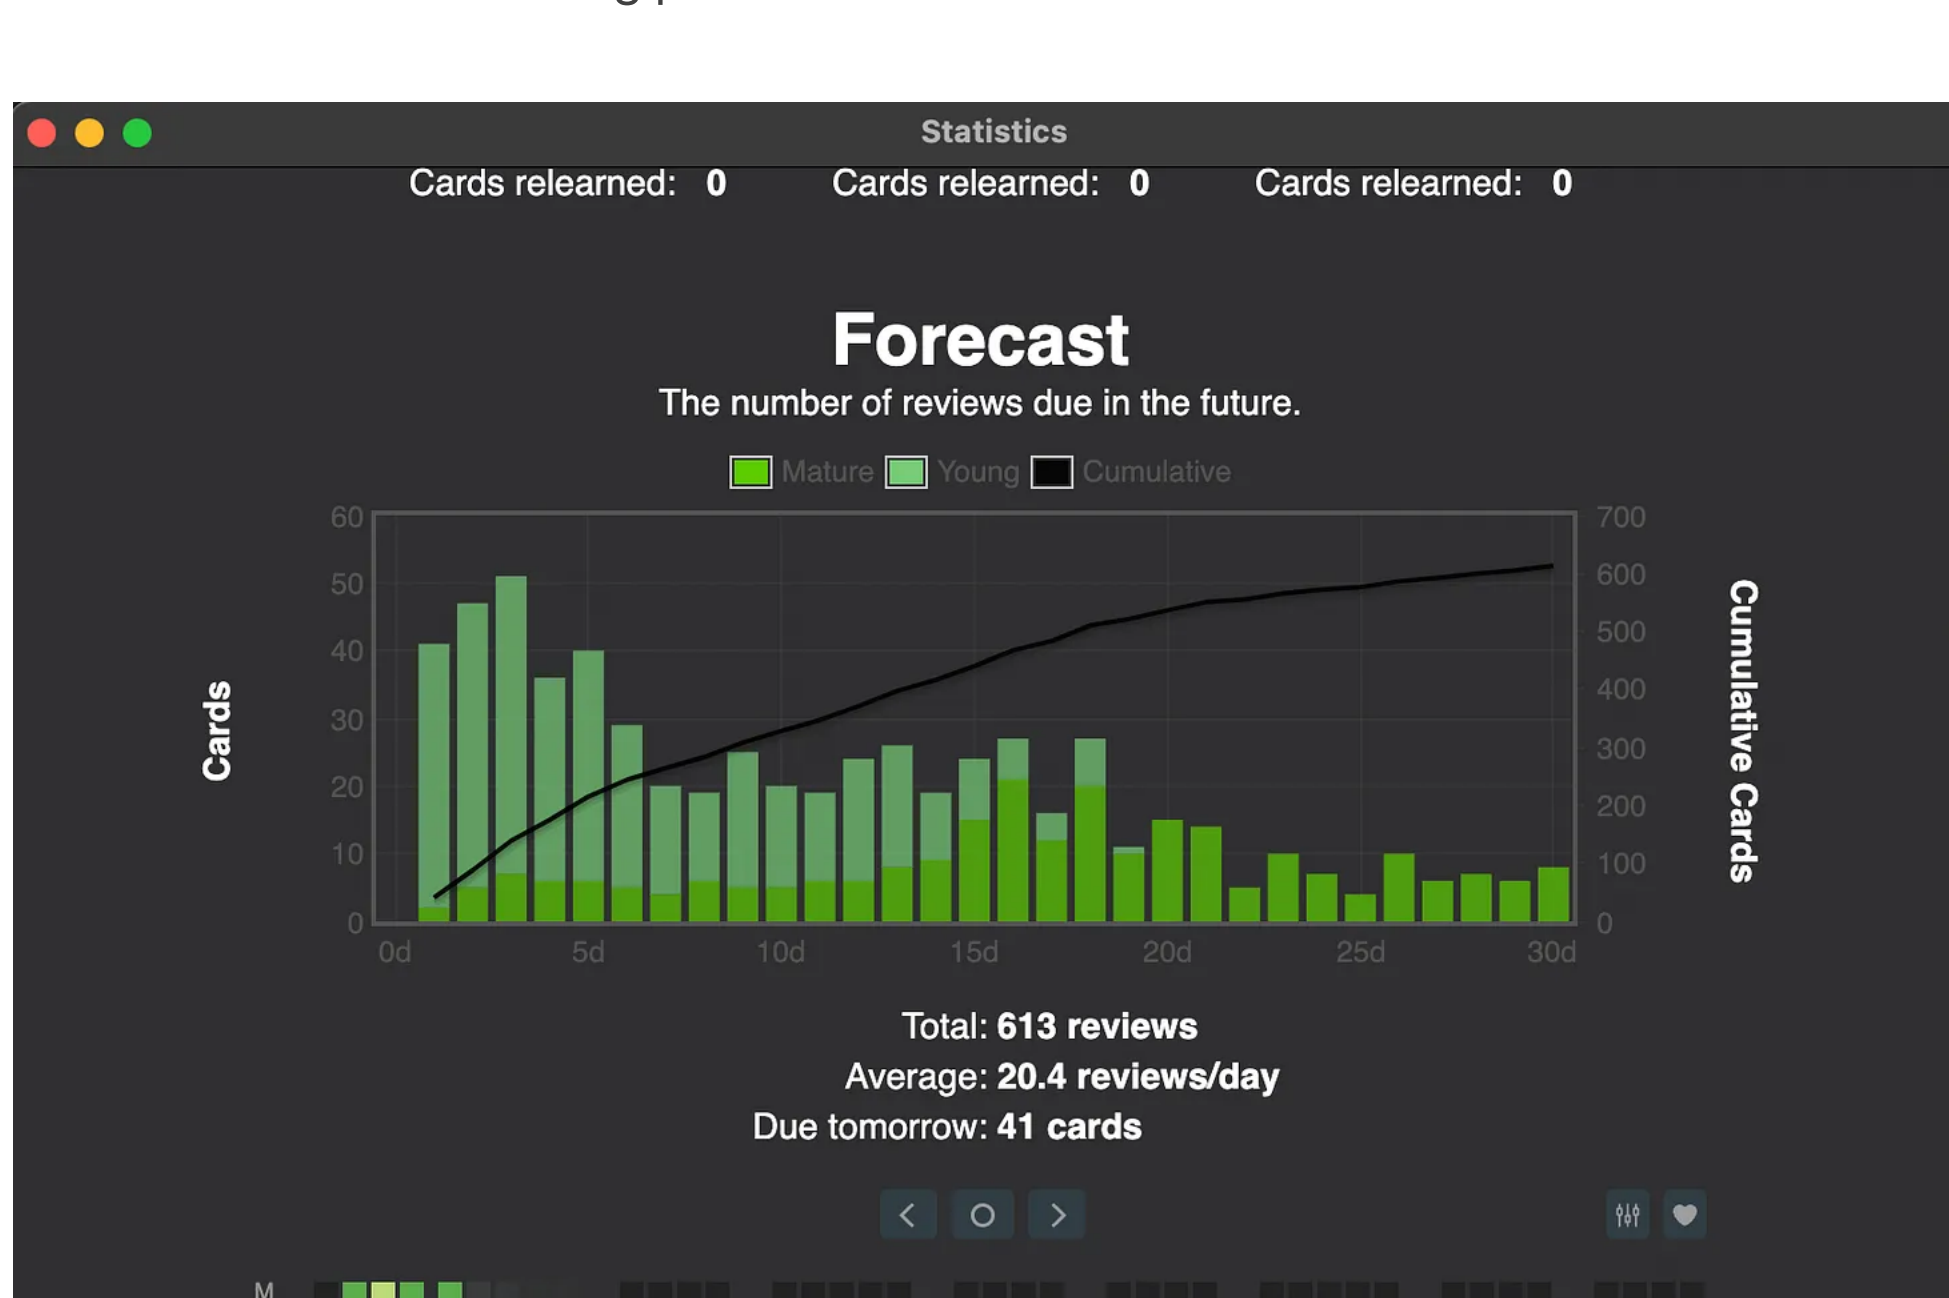 Statistics
Cards relearned: 0 Cards relearned: 0 Cards relearned: 0
Forecast
The number of reviews due in the future.
Mature Young Cumulative
60 700
50 600
40 500
30 400
20 300
10 200
0 100
0
Cards
Cumulative Cards
0d 5d 10d 15d 20d 25d 30d
Total: 613 reviews
Average: 20.4 reviews/day
Due tomorrow: 41 cards
M